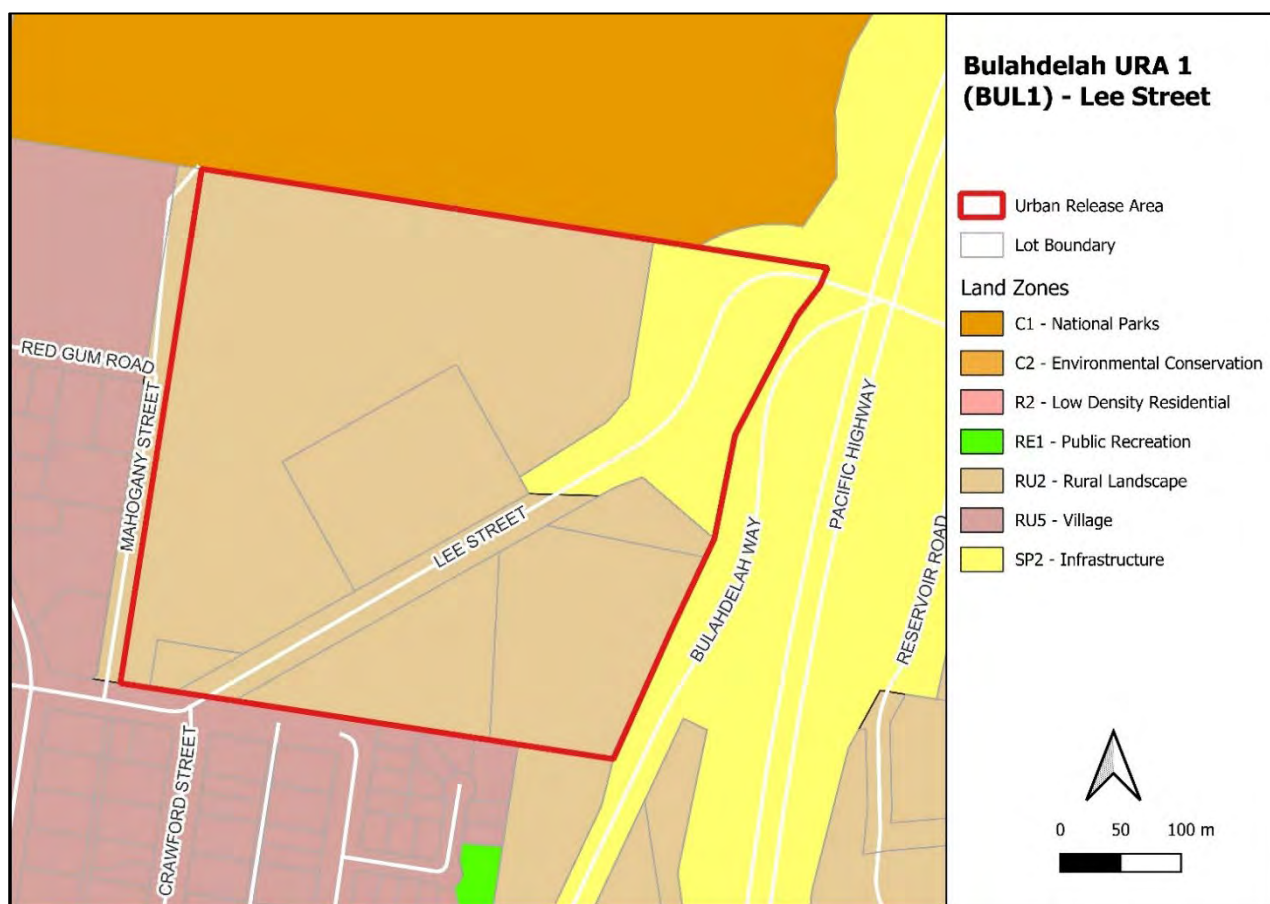 Bulahdelah URA 1
(BUL1) - Lee Street
Urban Release Area
Lot Boundary
Land Zones
C1 - National Parks
C2 - Environmental Conservation
R2 - Low Density Residential
RE1 - Public Recreation
RU2 - Rural Landscape
RU5 - Village
SP2 - Infrastructure
0 50 100 m
RED GUM ROAD
MAHOGANY STREET
LEE STREET
CRAWFORD STREET
BULAHDELAH WAY
PACIFIC HIGHWAY
RESERVOIR ROAD